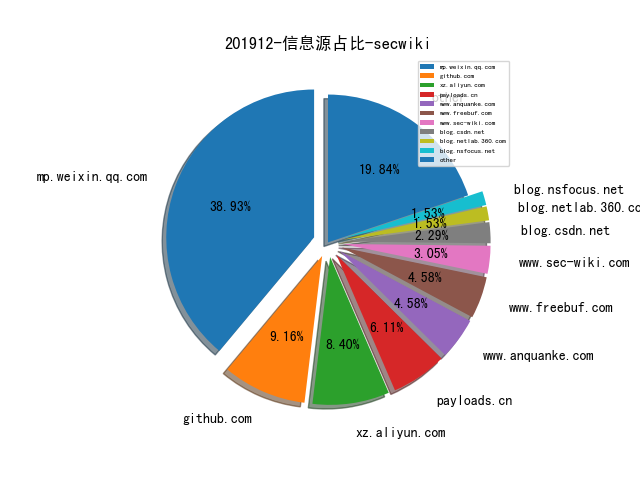 201912-信息源占比-secwiki
mp.weixin.qq.com
github.com
xz.aliyun.com
payloads.cn
www.anquanke.com
www.freebuf.com
www.sec-wiki.com
blog.csdn.net
blog.netlab.360.com
blog.nsfocus.net
other
other
19.84%
mp.weixin.qq.com
38.93%
blog.nsfocus.net
1.53%
blog.netlab.360.co
1.53%
blog.csdn.net
2.29%
www.sec-wiki.com
3.05%
www.freebuf.com
4.58%
www.anquanke.com
4.58%
payloads.cn
6.11%
xz.aliyun.com
8.40%
github.com
9.16%